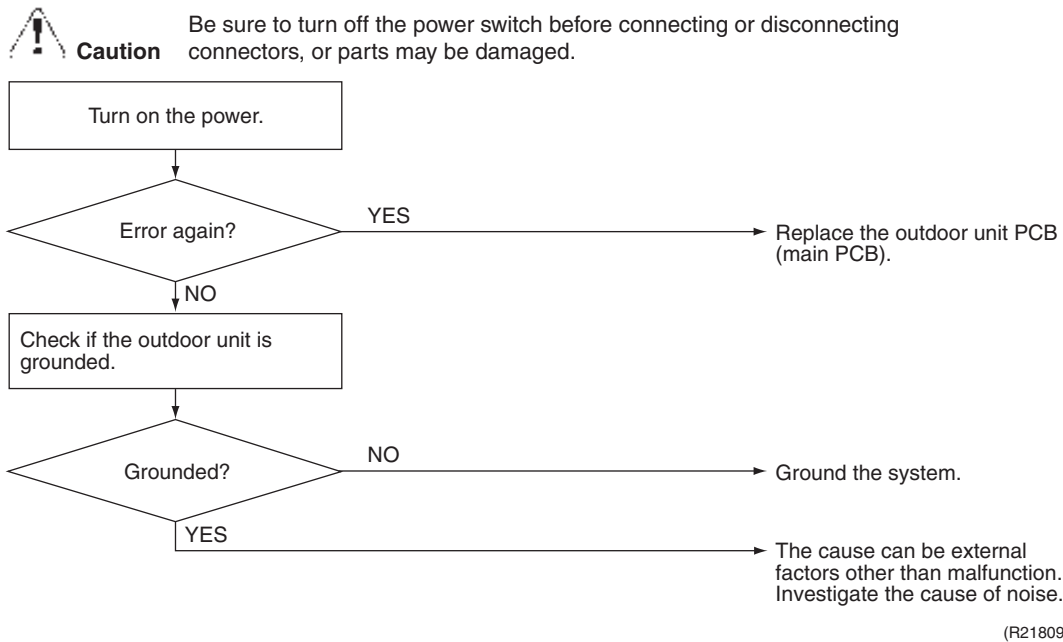 Be sure to turn off the power switch before connecting or disconnecting
Caution connectors, or parts may be damaged.
Turn on the power.
Error again?
YES
Replace the outdoor unit PCB
(main PCB).
NO
Check if the outdoor unit is
grounded.
Grounded?
NO
Ground the system.
YES
The cause can be external
factors other than malfunction.
Investigate the cause of noise.
(R21809